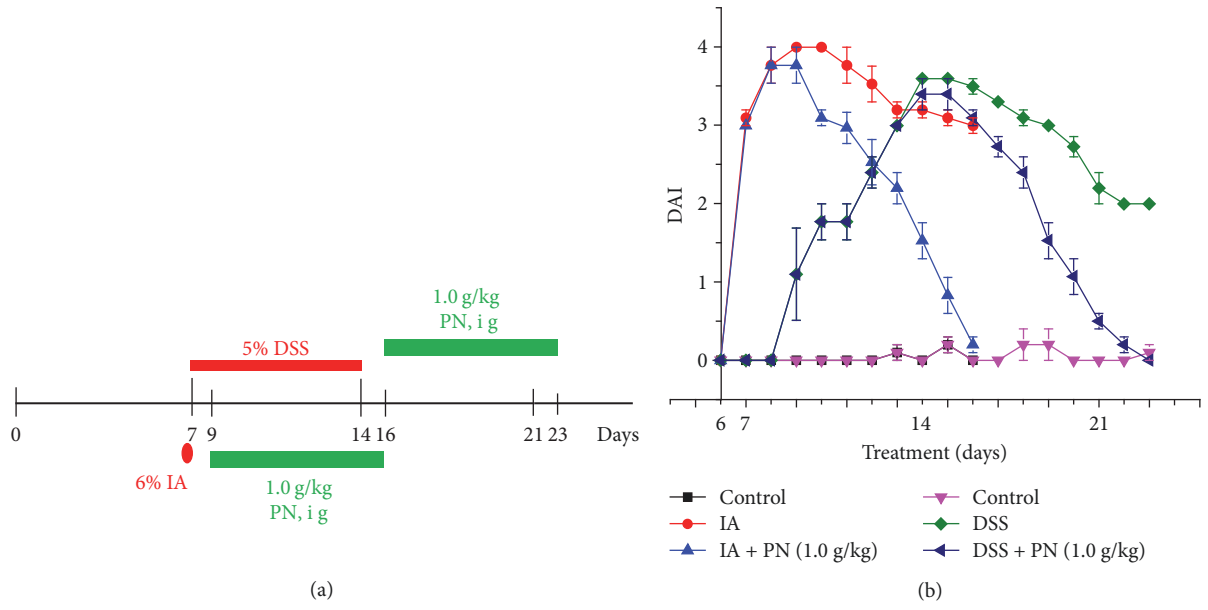 1.0 g/kg
PN, i g
5% DSS
0
7
9
14
16
21
23
Days
6% IA
1.0 g/kg
PN, i g
(a)
DAI
4
3
2
1
0
6
7
14
21
Treatment (days)
Control
IA
IA + PN (1.0 g/kg)
Control
DSS
DSS + PN (1.0 g/kg)
(b)